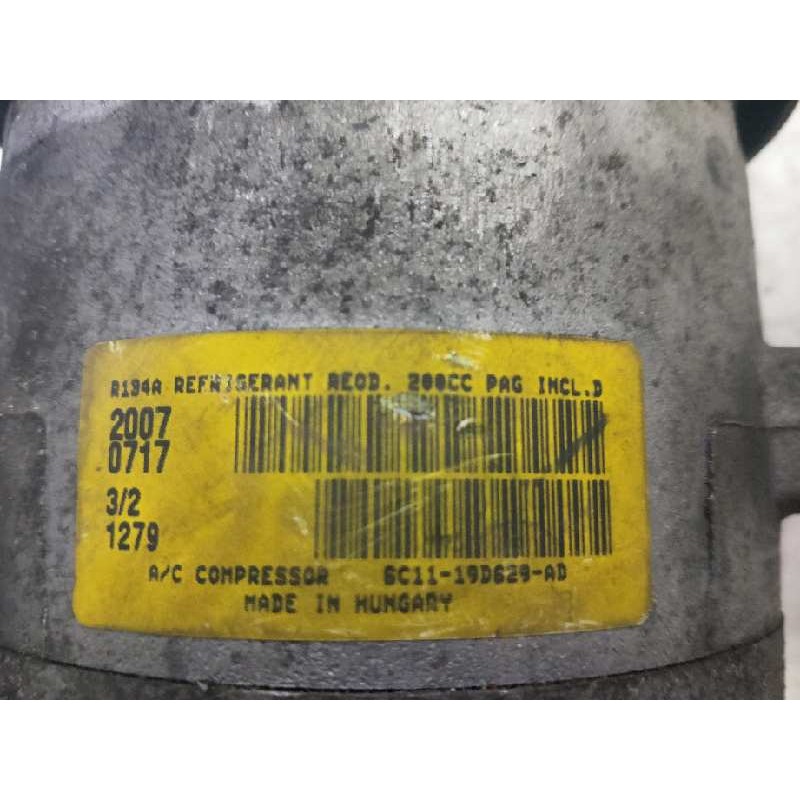 R134A REFRIGERANT REQD. 200CC PAG INCL.D
2007
0717
3/2
1279
A/C COMPRESSOR 6C11-19D629-AD
MADE IN HUNGARY